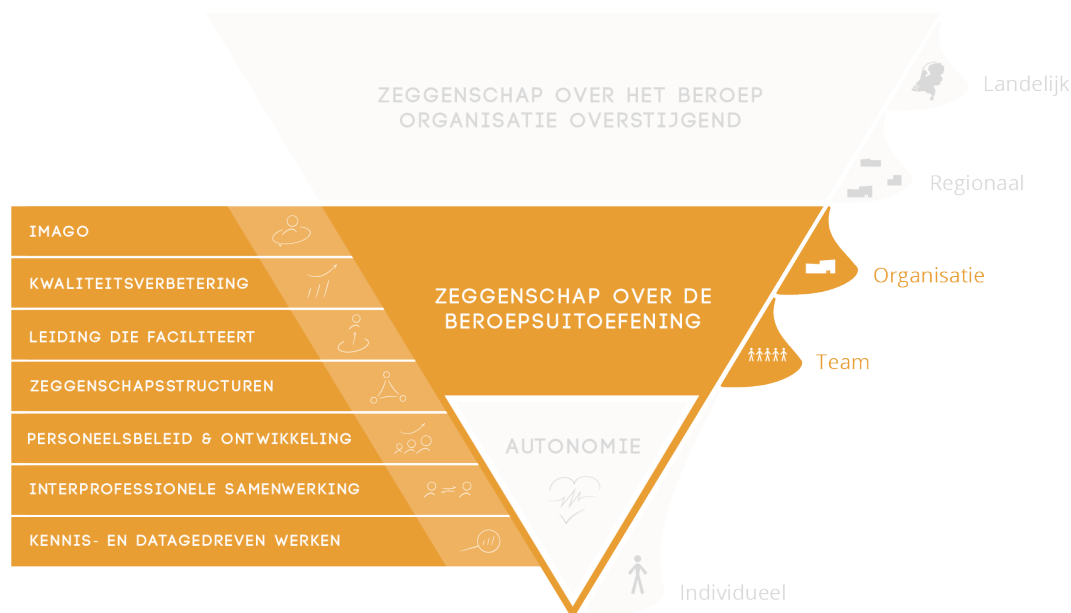 ZEGGENSCHAP OVER HET BEROEP
ORGANISATIE OVERSTIJGEND
Landelijk
Regionaal
IMAGO
KWALITEITSVERBETERING
LEIDING DIE FACILITEERT
ZEGGENSCHAPSSTRUCTUREN
PERSONEELSBELEID & ONTWIKKELING
INTERPROFESSIONELE SAMENWERKING
KENNIS- EN DATAGEDREVEN WERKEN
ZEGGENSCHAP OVER DE
BEROEPSUITOEFENING
Organisatie
Team
AUTONOMIE
Individueel